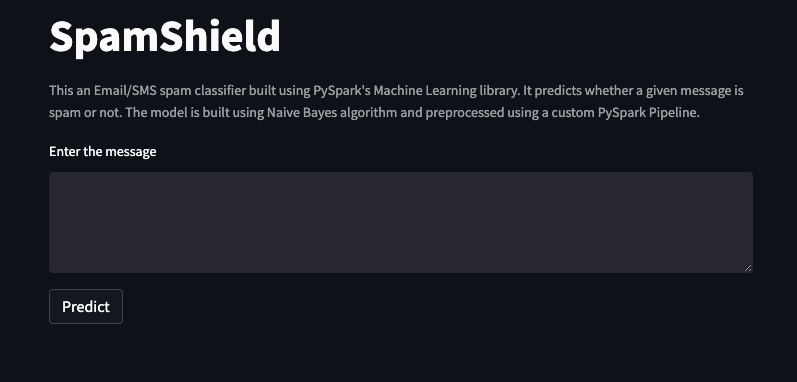 SpamShield
This an Email/SMS spam classifier built using PySpark's Machine Learning library. It predicts whether a given message is
spam or not. The model is built using Naive Bayes algorithm and preprocessed using a custom PySpark Pipeline.
Enter the message
Predict